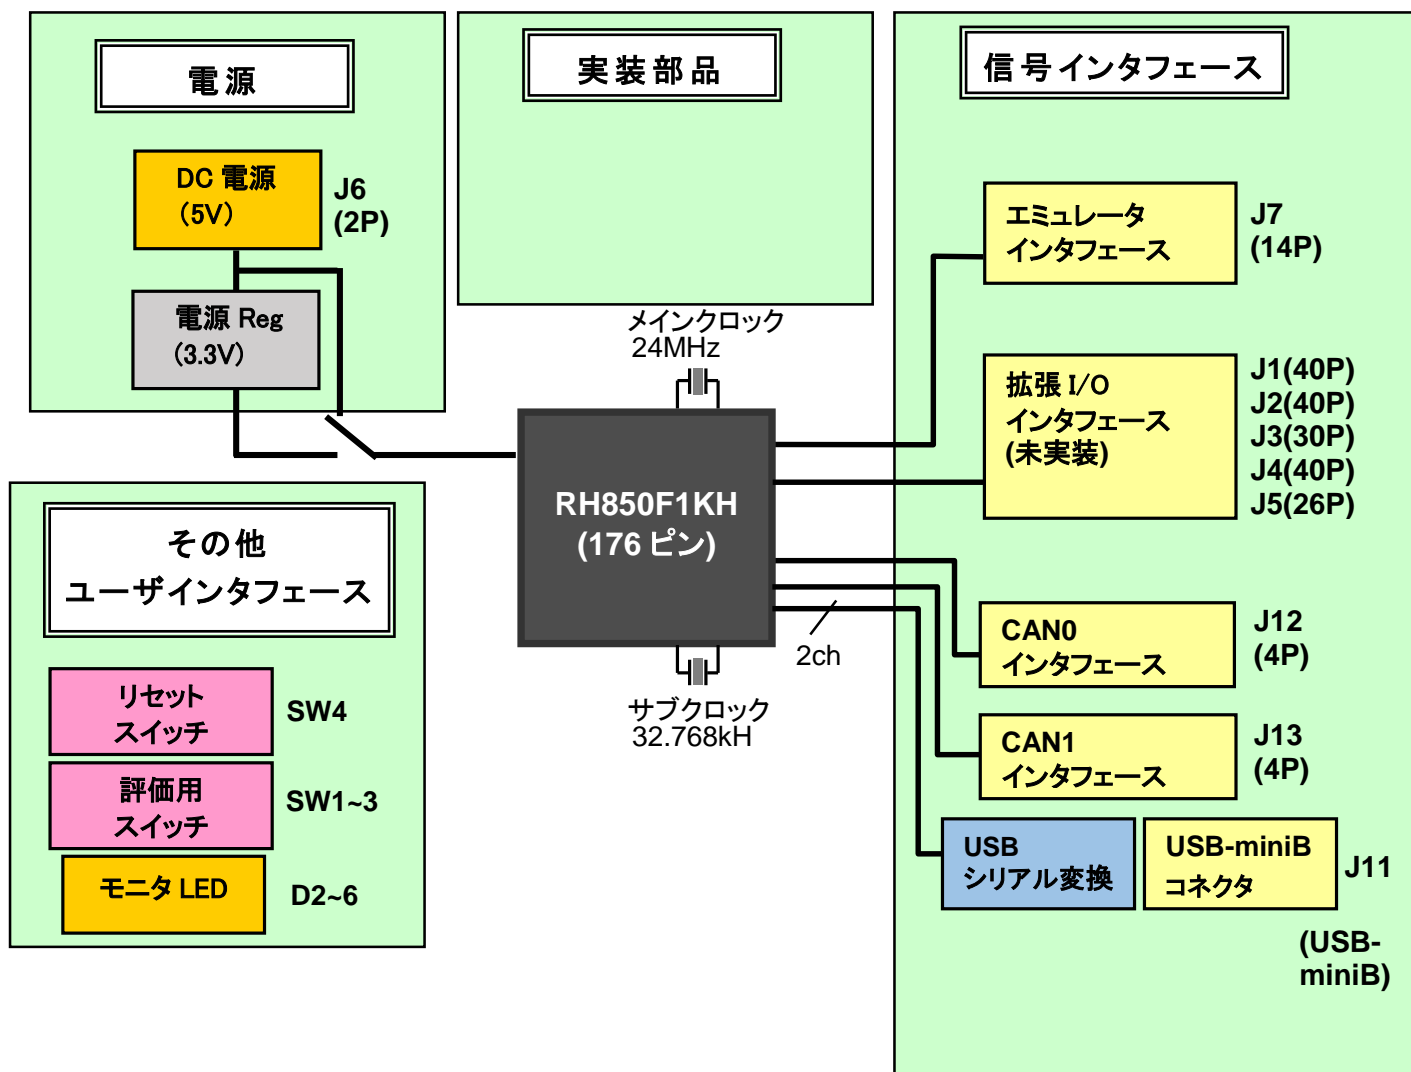 電源
DC 電源
（5V）
J6
(2P)
電源 Reg
(3.3V)
実装部品
メインクロック
24MHz
RH850F1KH
(176 ピン)
サブクロック
32.768kH
2ch
信号インタフェース
エミュレータ
インタフェース
J7
(14P)
拡張 I/O
インタフェース
(未実装)
J1(40P)
J2(40P)
J3(30P)
J4(40P)
J5(26P)
CAN0
インタフェース
J12
(4P)
CAN1
インタフェース
J13
(4P)
USB
シリアル変換
USB-miniB
コネクタ
J11
(USB-
miniB)
その他
ユーザインタフェース
リセット
スイッチ
SW4
評価用
スイッチ
SW1~3
モニタ LED
D2~6